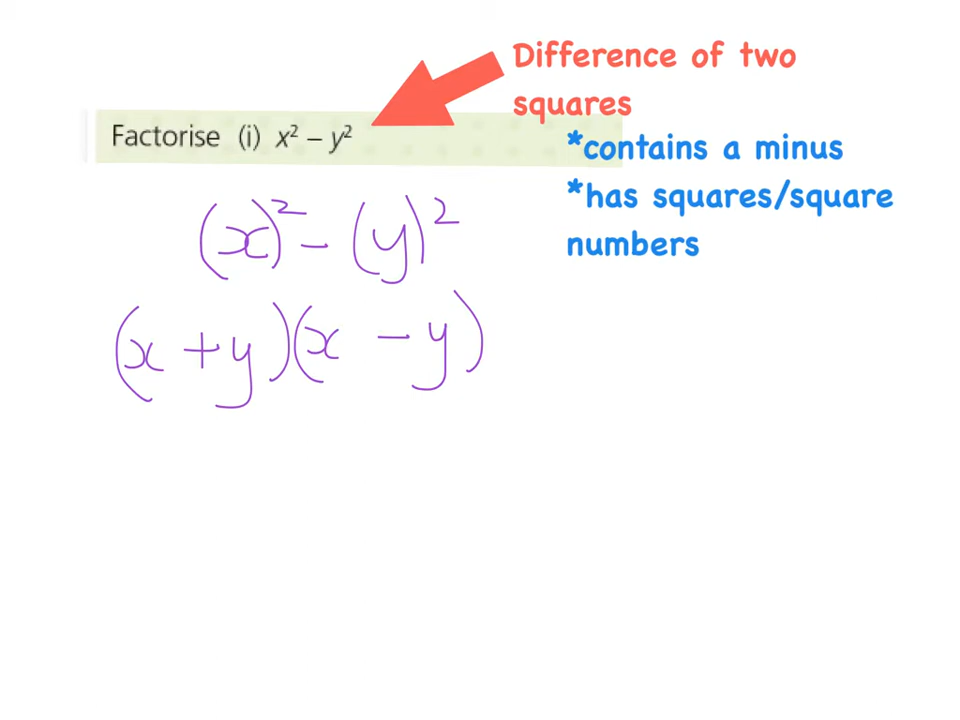 Difference of two
squares
Factorise (i) x² – y²
*contains a minus
*has squares/square
numbers
(x)² – (y)²
(x + y)(x – y)